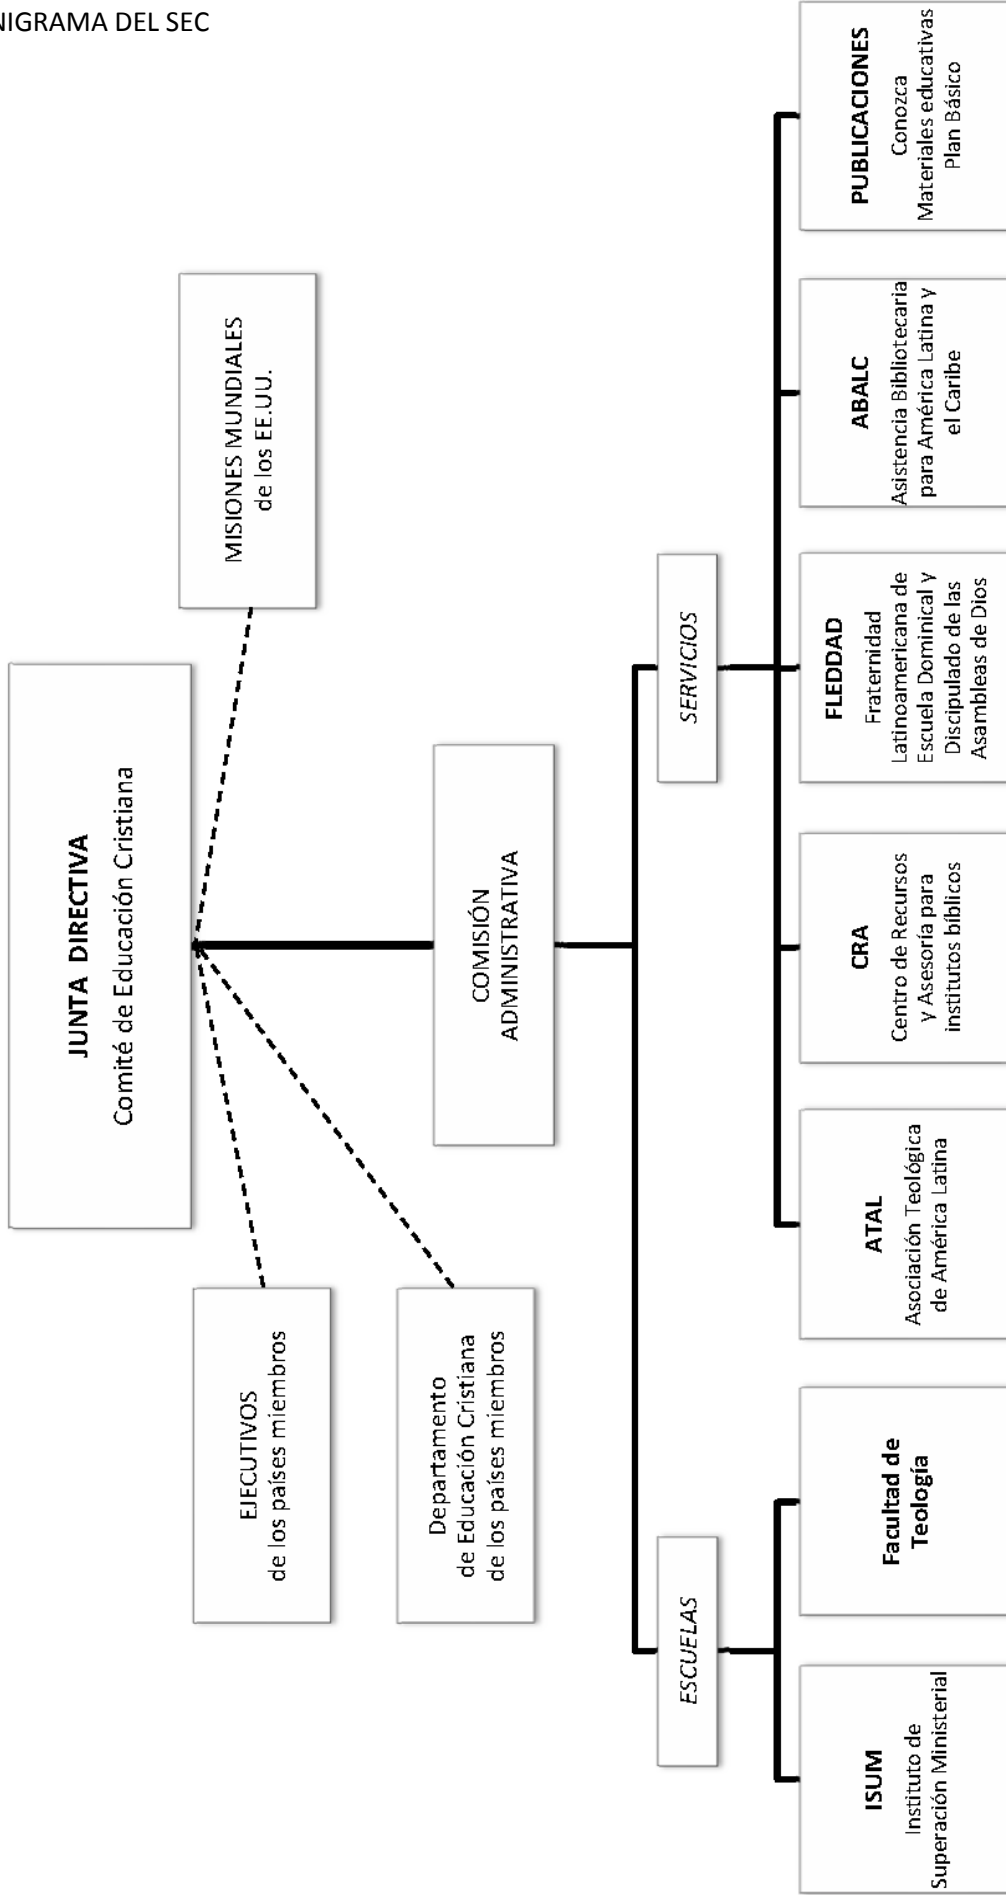 NIGRAMA DEL SEC
JUNTA DIRECTIVA
Comité de Educación Cristiana
EJECUTIVOS
de los países miembros
MISIONES MUNDIALES
de los EE.UU.
Departamento
de Educación Cristiana
de los países miembros
COMISIÓN
ADMINISTRATIVA
ESCUELAS
SERVICIOS
ISUM
Instituto de
Superación Ministerial
Facultad de
Teología
ATAL
Asociación Teológica
de América Latina
CRA
Centro de Recursos
y Asesoría para
institutos bíblicos
FLEDDAD
Fraternidad
Latinoamericana de
Escuela Dominical y
Discipulado de las
Asambleas de Dios
ABALC
Asistencia Bibliotecaria
para América Latina y
el Caribe
PUBLICACIONES
Conozca
Materiales educativas
Plan Básico